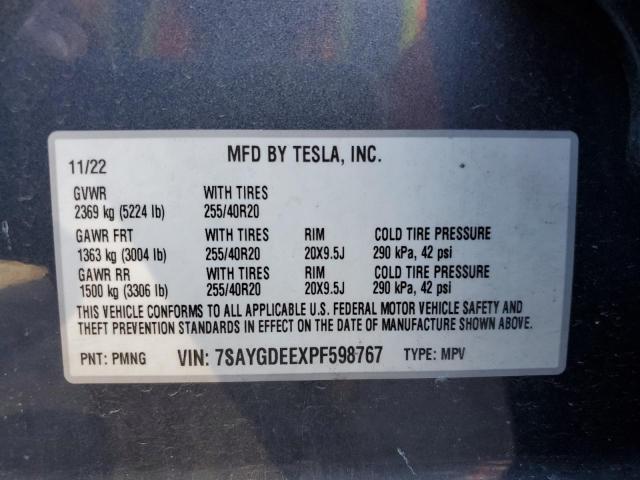 MFD BY TESLA, INC.
11/22
GVWR WITH TIRES
2369 kg (5224 lb) 255/40R20
GAWR FRT WITH TIRES RIM COLD TIRE PRESSURE
1363 kg (3004 lb) 255/40R20 20X9.5J 290 kPa, 42 psi
GAWR RR WITH TIRES RIM COLD TIRE PRESSURE
1500 kg (3306 lb) 255/40R20 20X9.5J 290 kPa, 42 psi
THIS VEHICLE CONFORMS TO ALL APPLICABLE U.S. FEDERAL MOTOR VEHICLE SAFETY AND
THEFT PREVENTION STANDARDS IN EFFECT ON THE DATE OF MANUFACTURE SHOWN ABOVE.
PNT: PMNG VIN: 7SAYGDEEXPF598767 TYPE: MPV